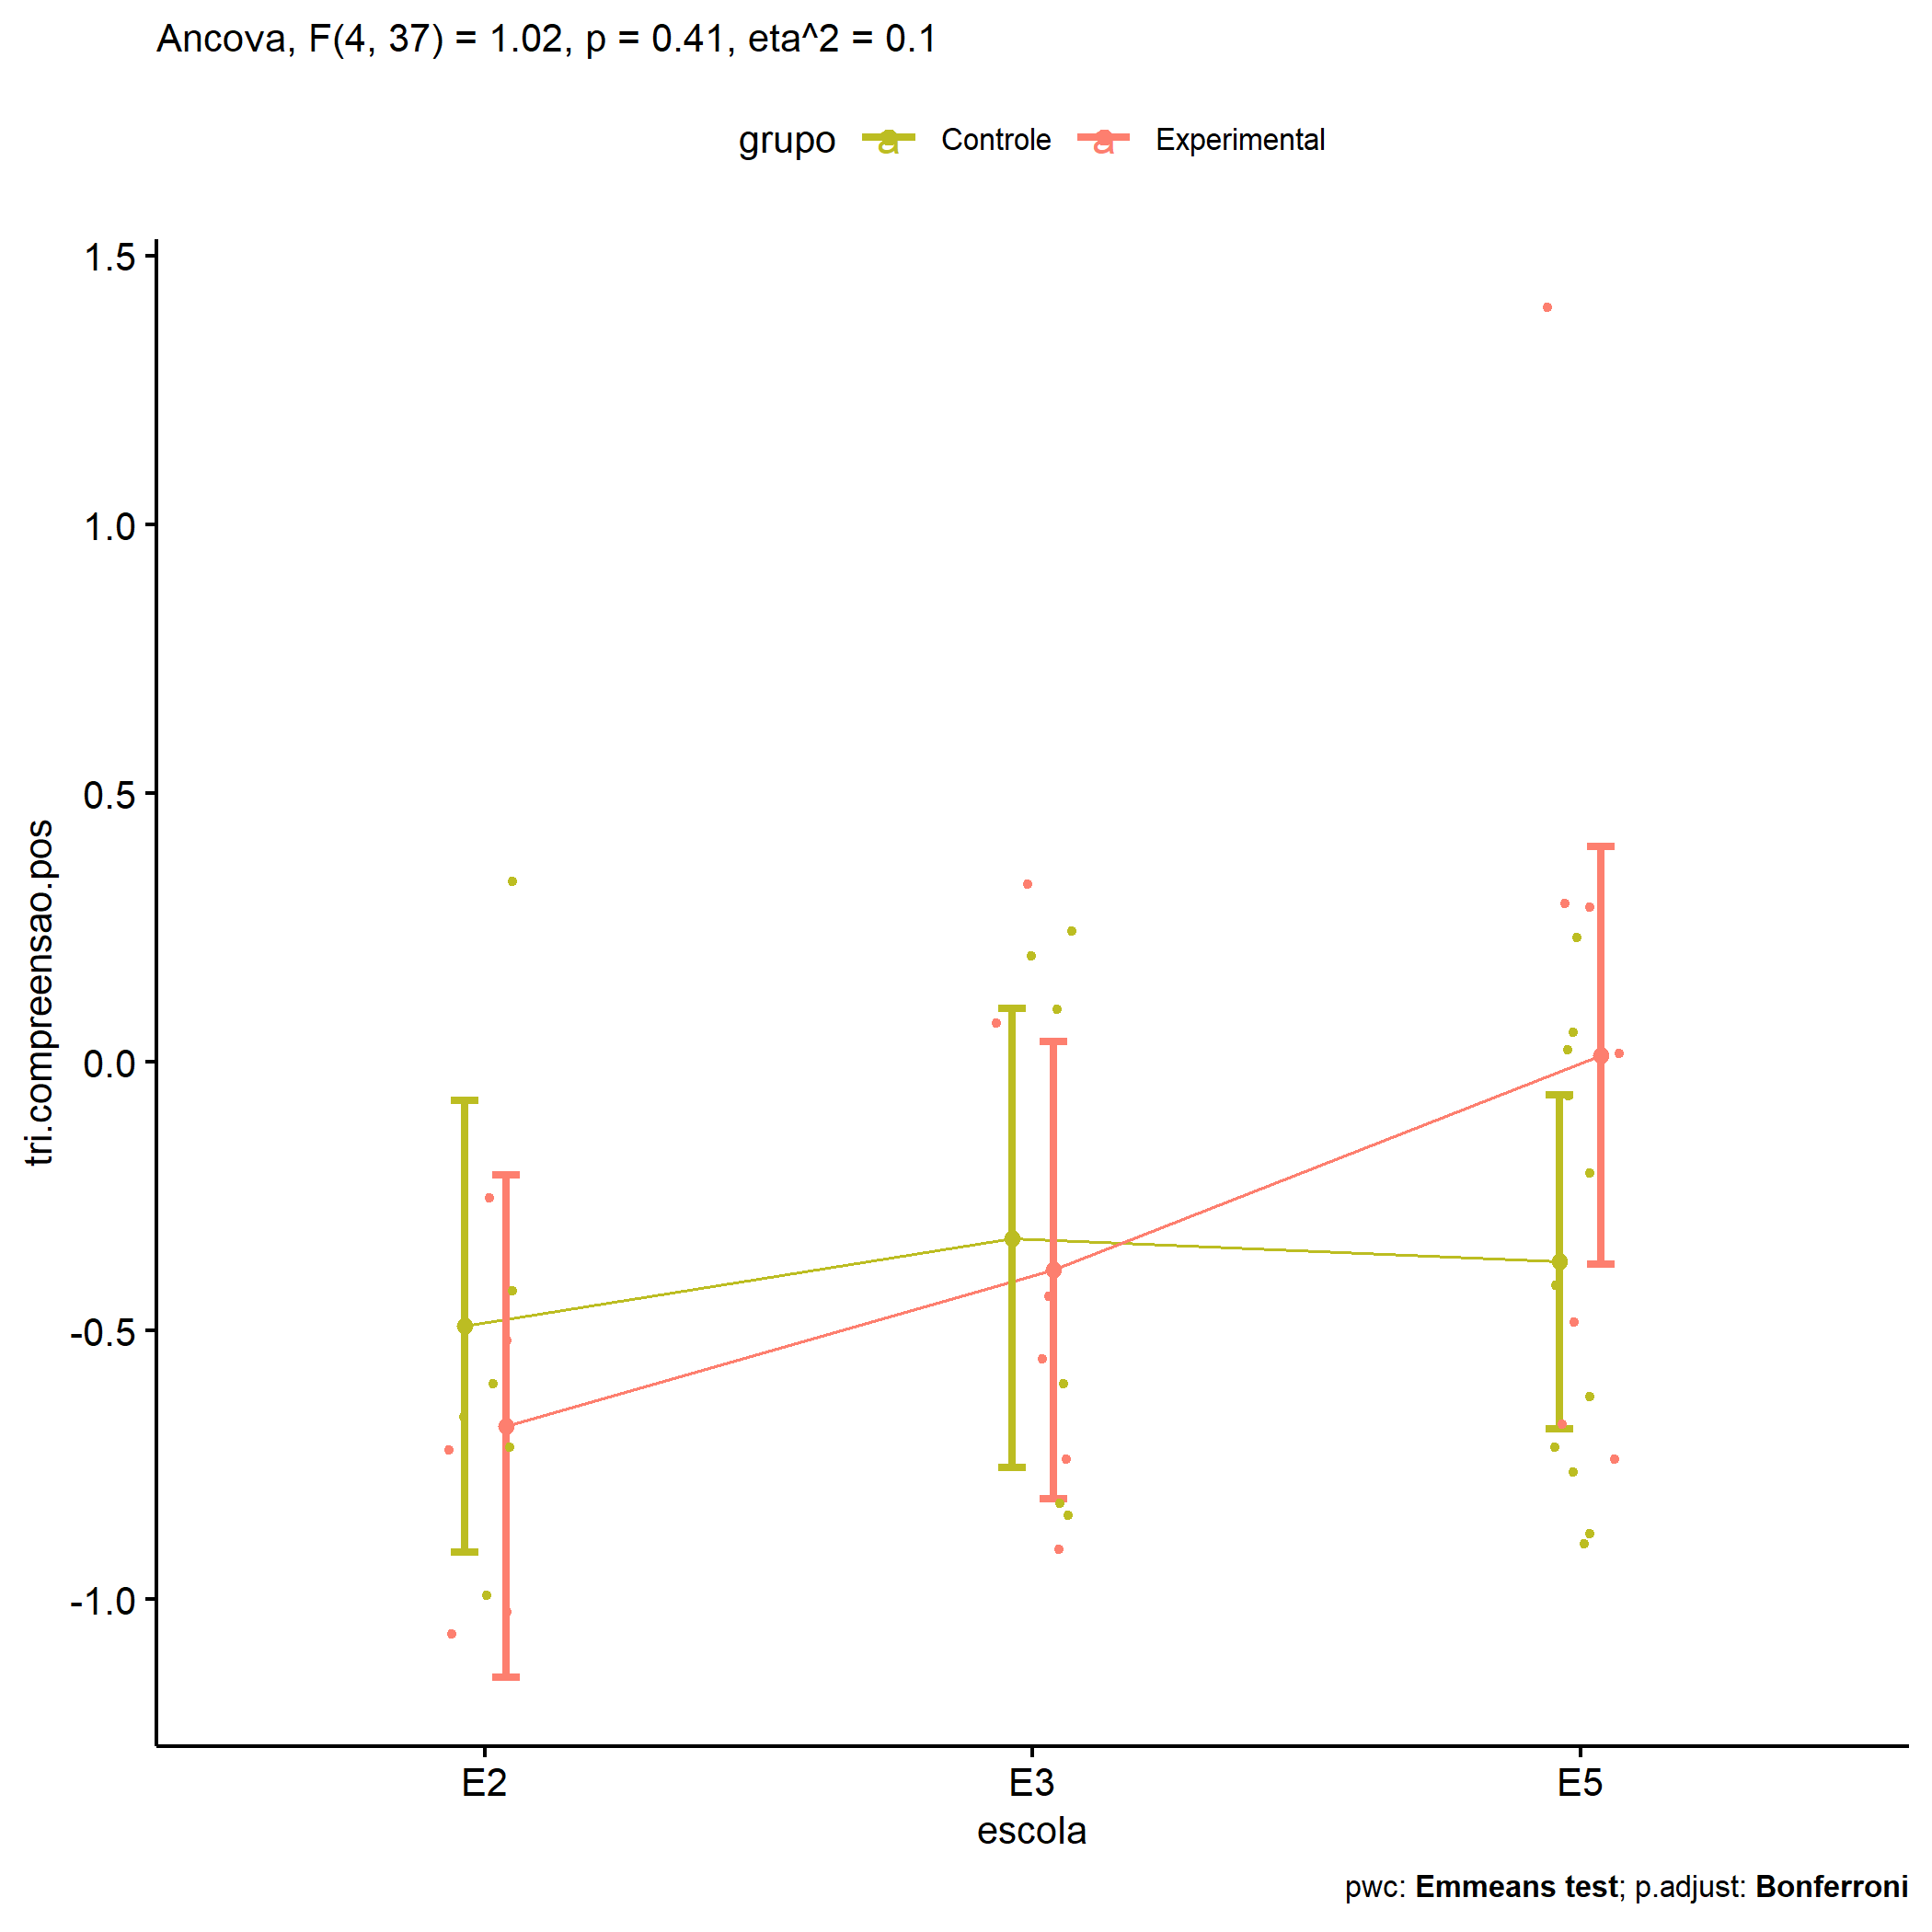 Ancova, F(4, 37) = 1.02, p = 0.41, eta^2 = 0.1
grupo a Controle a Experimental
1.5
1.0
0.5
0.0
-0.5
-1.0
tri.compreensao.pos
E2 E3 E5
escola
pwc: Emmeans test; p.adjust: Bonferroni